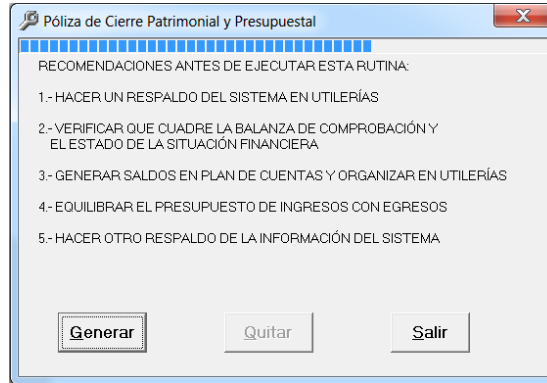 Póliza de Cierre Patrimonial y Presupuestal
RECOMENDACIONES ANTES DE EJECUTAR ESTA RUTINA:
1.- HACER UN RESPALDO DEL SISTEMA EN UTILERÍAS
2.- VERIFICAR QUE CUADRE LA BALANZA DE COMPROBACIÓN Y
EL ESTADO DE LA SITUACIÓN FINANCIERA
3.- GENERAR SALDOS EN PLAN DE CUENTAS Y ORGANIZAR EN UTILERÍAS
4.- EQUILIBRAR EL PRESUPUESTO DE INGRESOS CON EGRESOS
5.- HACER OTRO RESPALDO DE LA INFORMACIÓN DEL SISTEMA
Generar Quitar Salir